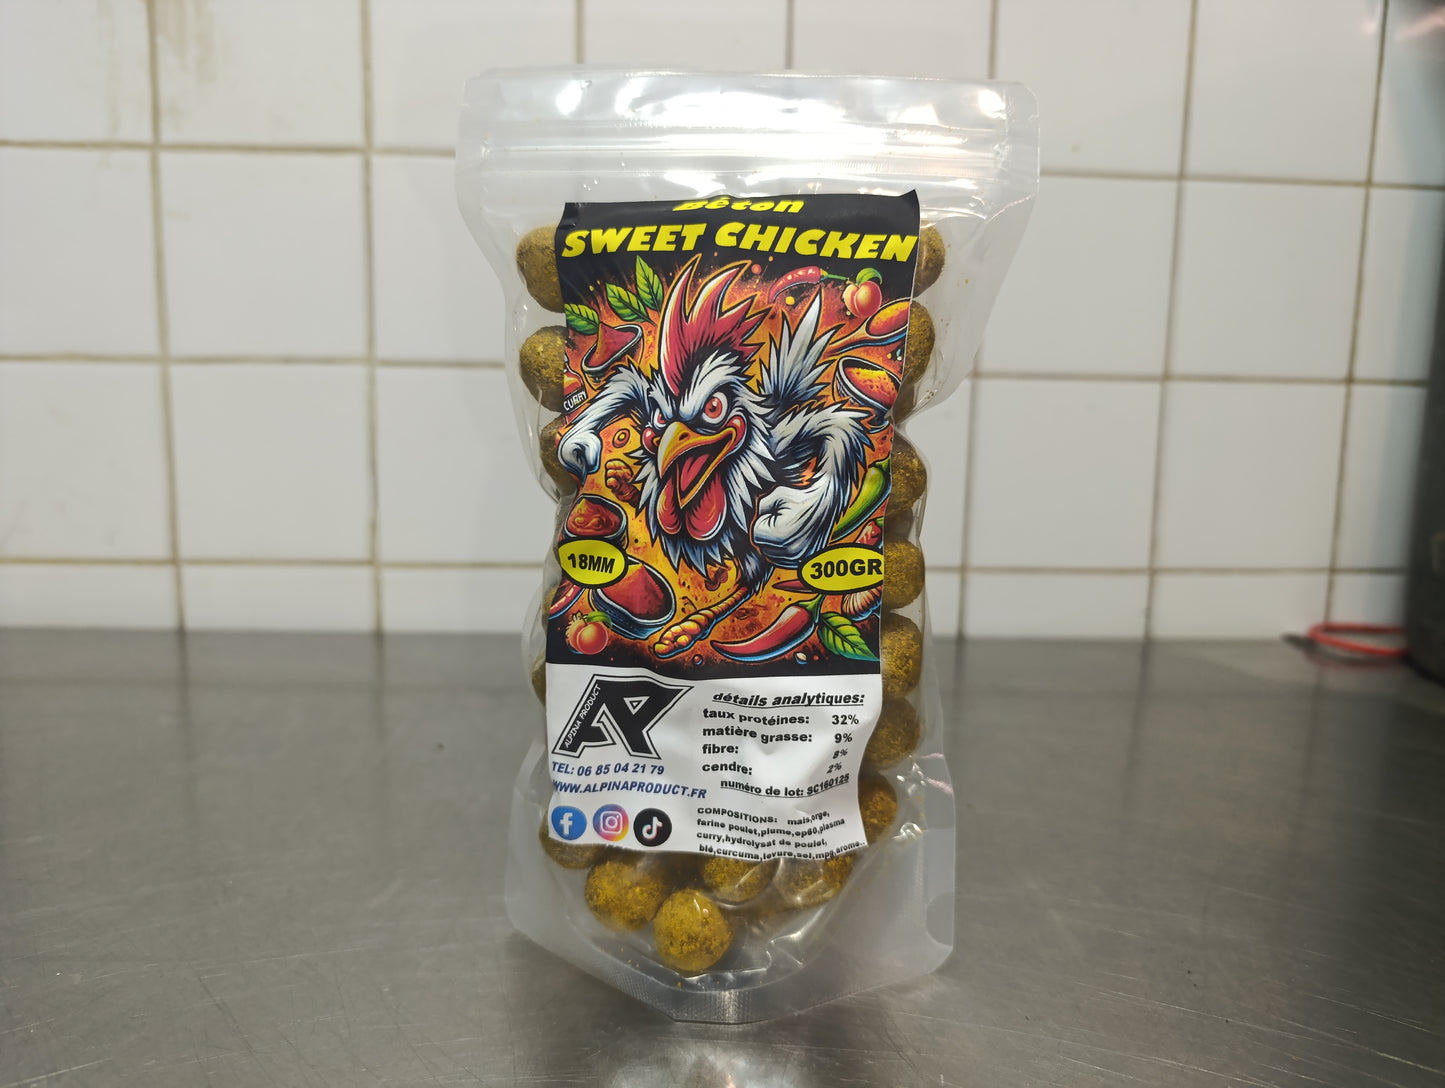 Bêton
SWEET CHICKEN
CURRY
18MM
300GR
ALPINA PRODUCT
AP
TEL: 06 85 04 21 79
WWW.ALPINAPRODUCT.FR
détails analytiques:
taux protéines: 32%
matière grasse: 9%
fibre: 8%
cendre: 2%
numéro de lot: SC160125
COMPOSITIONS: mais,orge,
farine poulet,plume,ep60,plasma
curry,hydrolysat de poulet,
blé,curcuma,levure,sel,mpg,arome..